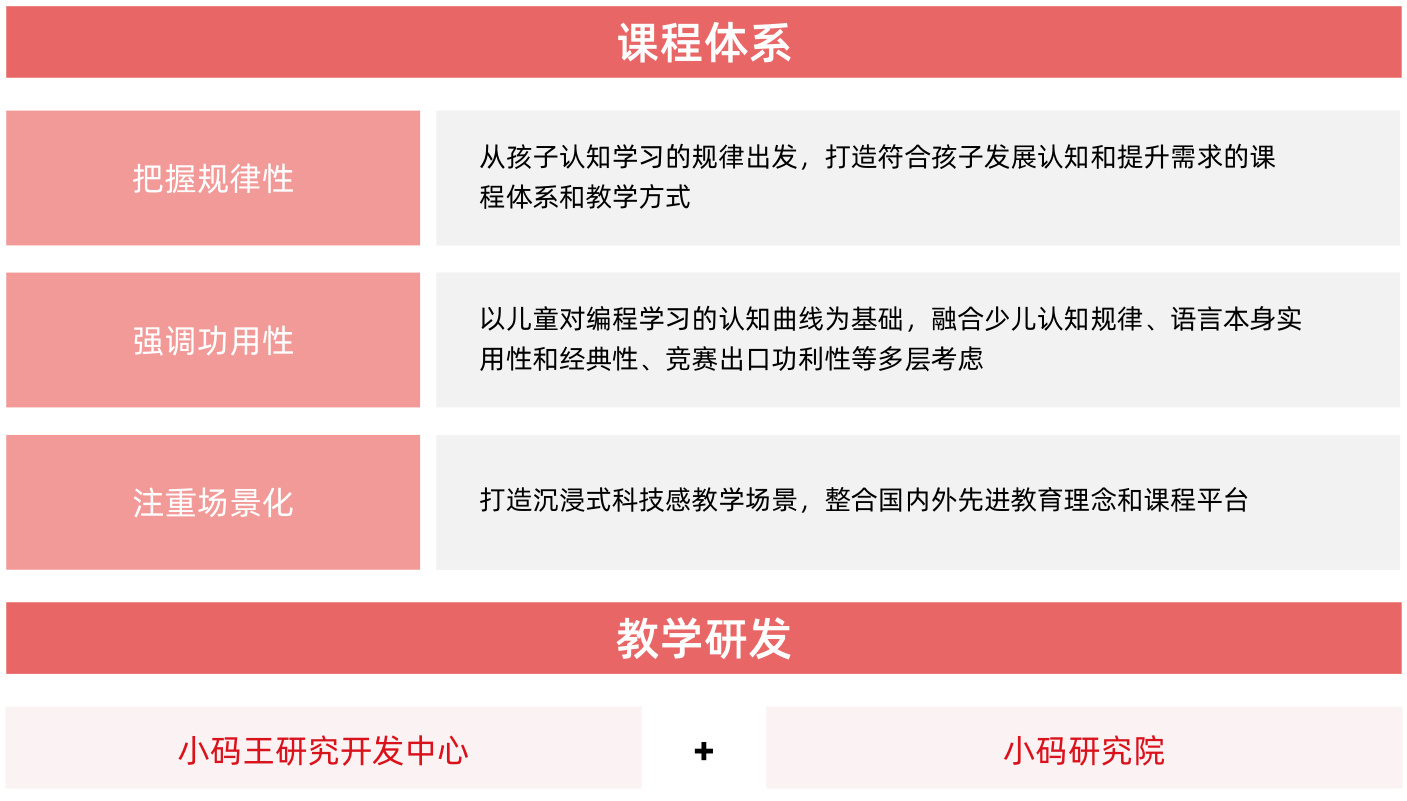 课程体系
把握规律性
从孩子认知学习的规律出发，打造符合孩子发展认知和提升需求的课
程体系和教学方式
强调功用性
以儿童对编程学习的认知曲线为基础，融合少儿认知规律、语言本身实
用性和经典性、竞赛出口功利性等多层考虑
注重场景化
打造沉浸式科技感教学场景，整合国内外先进教育理念和课程平台
教学研发
小码王研究开发中心 + 小码研究院